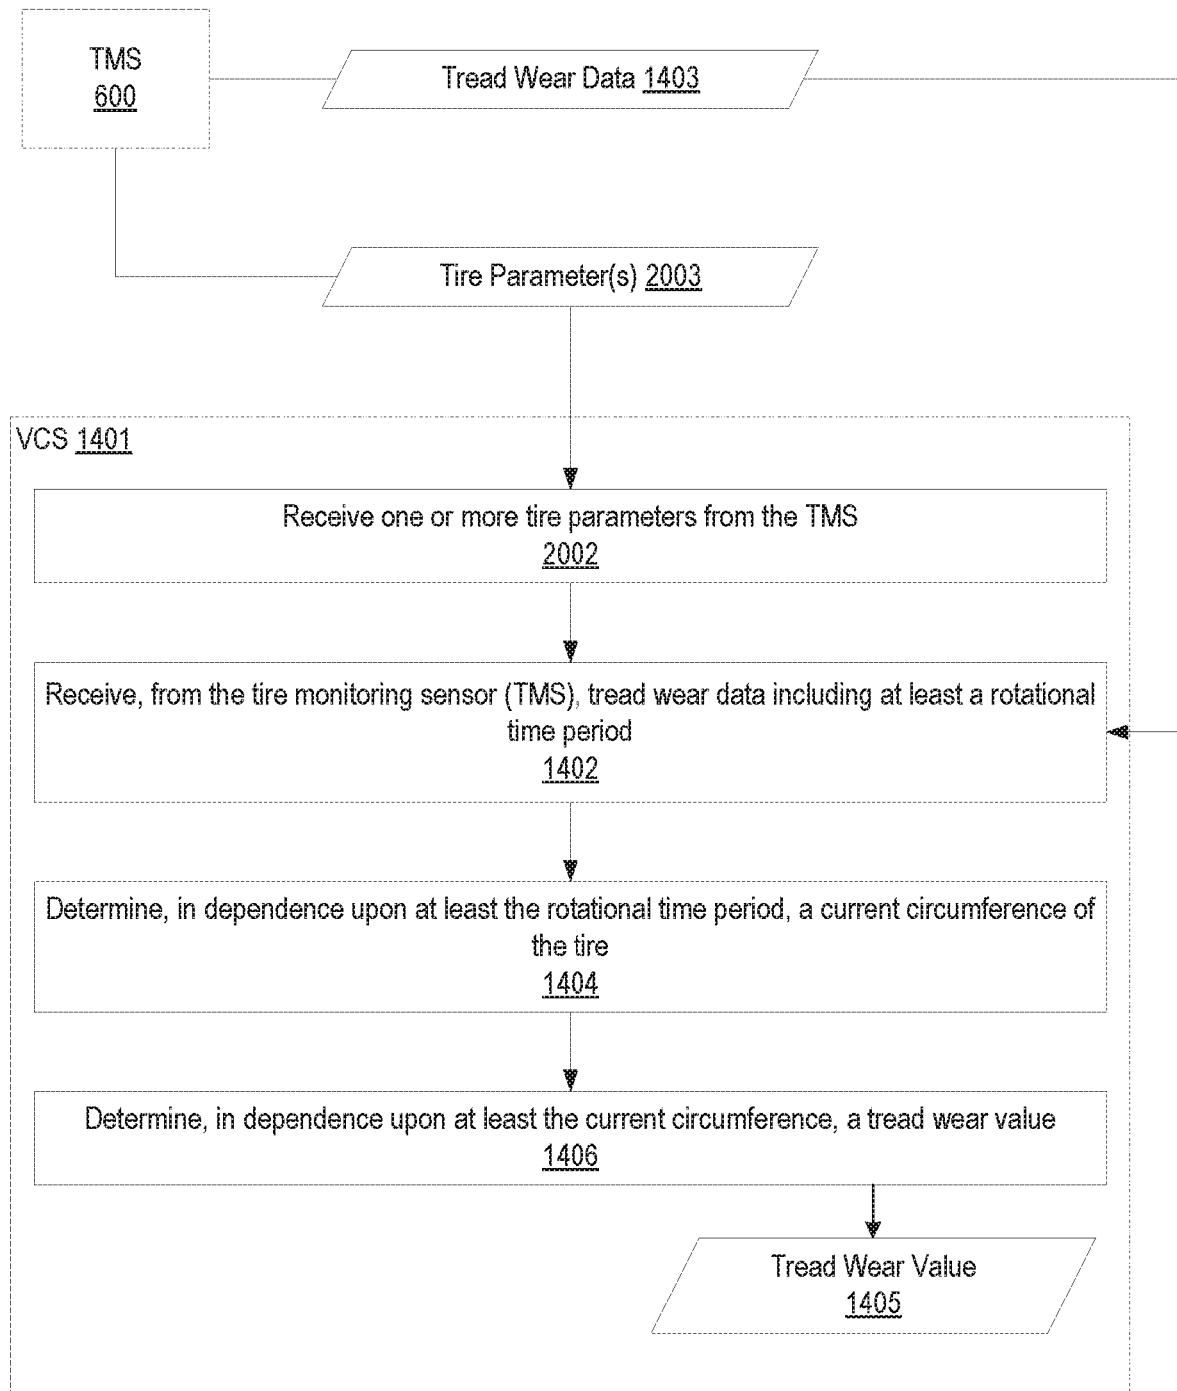 TMS
600
Tread Wear Data 1403
Tire Parameter(s) 2003
VCS 1401
Receive one or more tire parameters from the TMS
2002
Receive, from the tire monitoring sensor (TMS), tread wear data including at least a rotational
time period
1402
Determine, in dependence upon at least the rotational time period, a current circumference of
the tire
1404
Determine, in dependence upon at least the current circumference, a tread wear value
1406
Tread Wear Value
1405